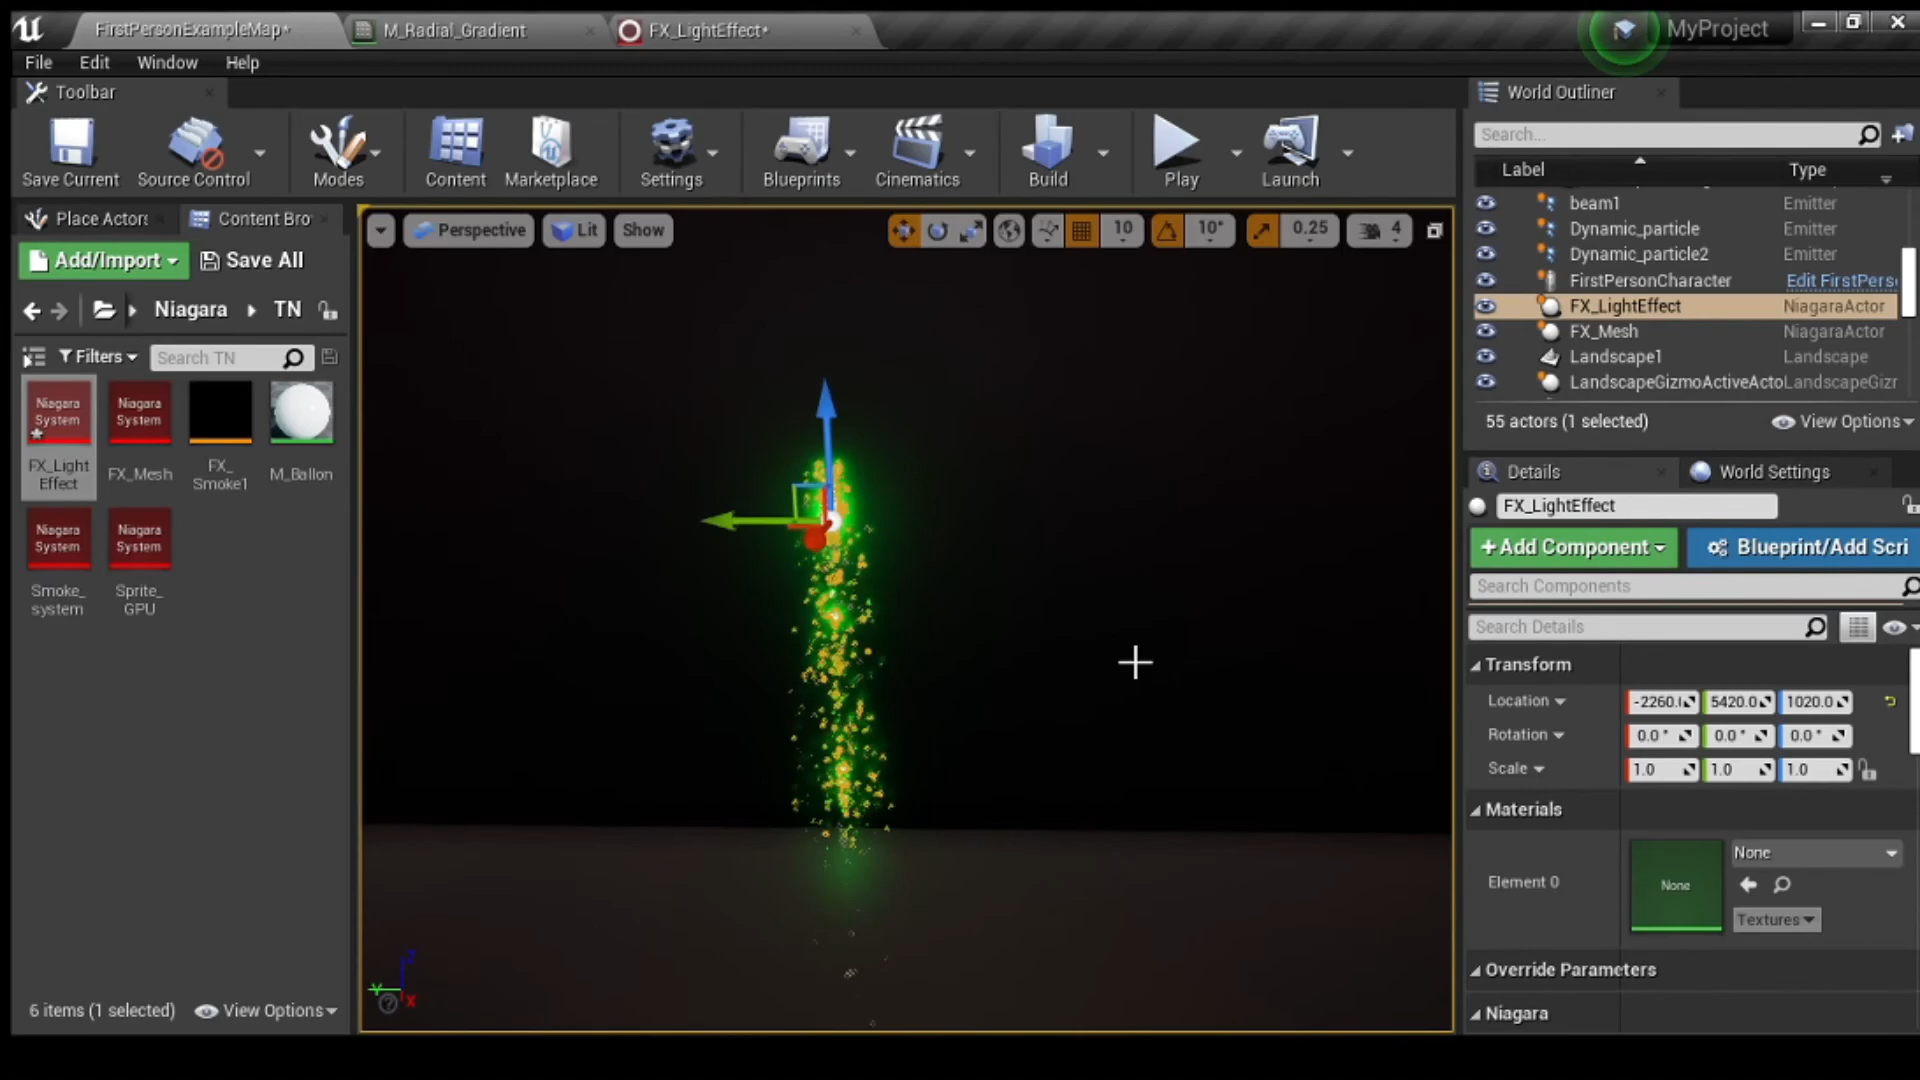 FirstPersonExampleMap*
M_Radial_Gradient
FX_LightEffect*
MyProject
File Edit Window Help
Toolbar
World Outliner
Save Current
Source Control
Modes
Content
Marketplace
Settings
Blueprints
Cinematics
Build
Play
Launch
Search...
Label Type
beam1 Emitter
Dynamic_particle Emitter
Dynamic_particle2 Emitter
FirstPersonCharacter Edit FirstPers
FX_LightEffect NiagaraActor
FX_Mesh NiagaraActor
Landscape1 Landscape
LandscapeGizmoActiveActo LandscapeGizr
55 actors (1 selected) View Options
Place Actors Content Bro
Add/Import Save All
Niagara TN
Filters Search TN
Niagara System
Niagara System
FX_Light Effect
FX_Mesh
FX_ Smoke1
M_Ballon
Niagara System
Niagara System
Smoke_ system
Sprite_ GPU
6 items (1 selected) View Options
Perspective Lit Show 10 10° 0.25 4
Z
Y
X
Details World Settings
FX_LightEffect
+Add Component Blueprint/Add Scri
Search Components
Search Details
Transform
Location -2260.0 5420.0 1020.0
Rotation 0.0° 0.0° 0.0°
Scale 1.0 1.0 1.0
Materials
Element 0 None None
Textures
Override Parameters
Niagara